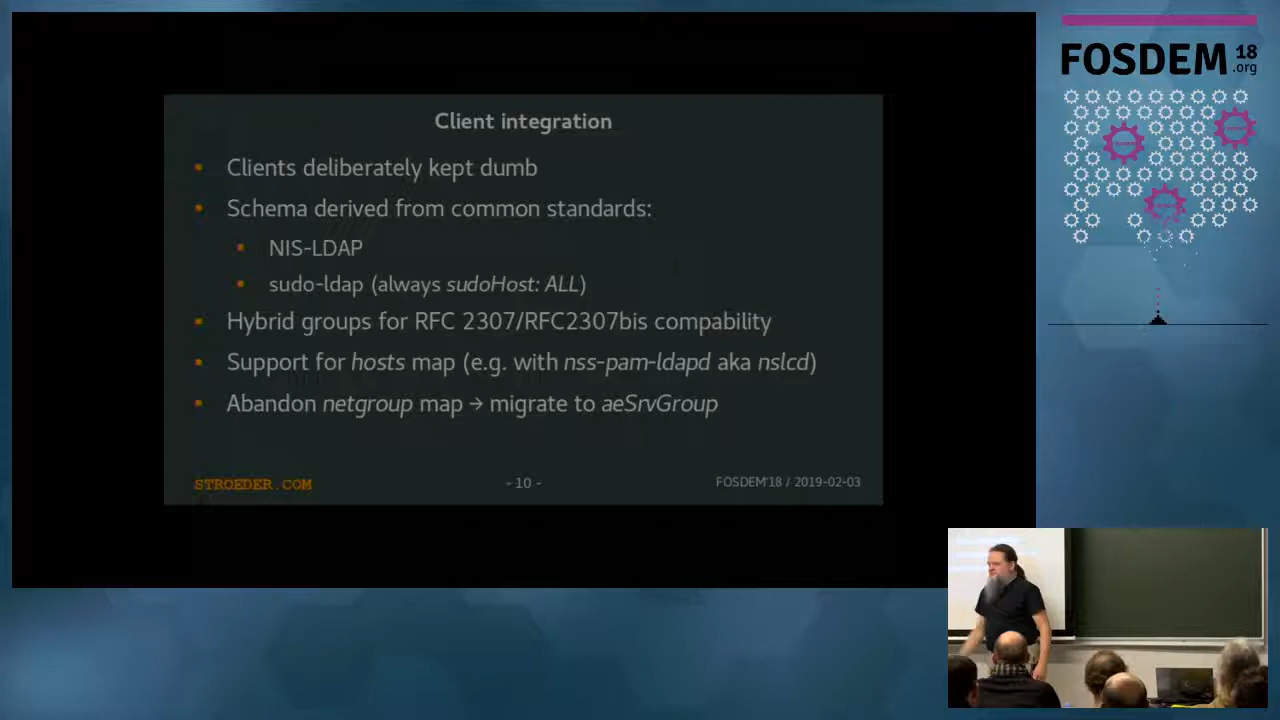 Client integration
Clients deliberately kept dumb
Schema derived from common standards:
NIS-LDAP
sudo-ldap (always sudoHost: ALL)
Hybrid groups for RFC 2307/RFC2307bis compability
Support for hosts map (e.g. with nss-pam-ldapd aka nslcd)
Abandon netgroup map → migrate to aeSrvGroup
STROEDER.COM
- 10 -
FOSDEM'18 / 2019-02-03
FOSDEM 18
.org